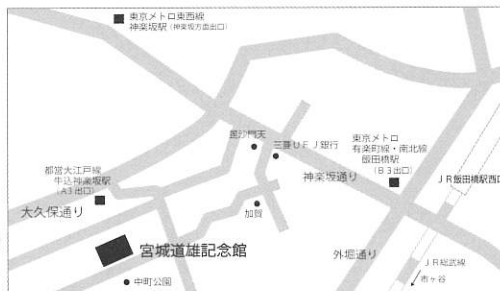 東京メトロ東西線
神楽坂駅(神楽坂方面出口)
毘沙門天
三菱UFJ銀行
東京メトロ
有楽町線・南北線
飯田橋駅
(B3出口)
都営大江戸線
牛込神楽坂駅
(A3出口)
神楽坂通り
JR飯田橋駅西口
大久保通り
加賀
宮城道雄記念館
外堀通り
中町公園
JR総武線
市ヶ谷